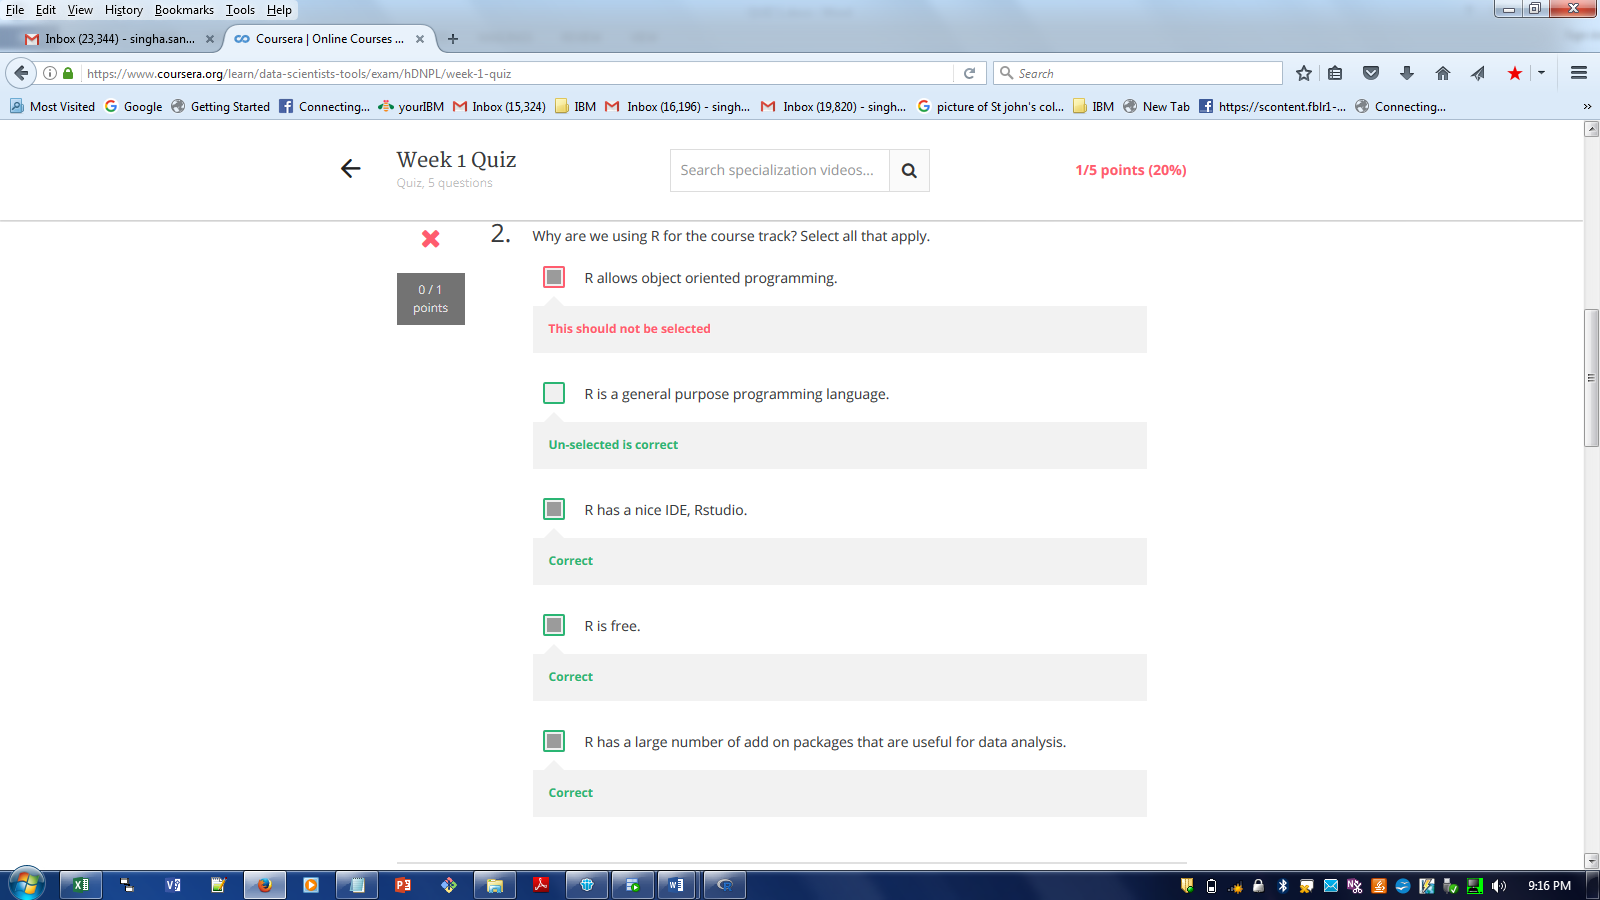 File Edit View History Bookmarks Tools Help
Inbox (23,344) - singha.san... Coursera | Online Courses ...
https://www.coursera.org/learn/data-scientists-tools/exam/hDNPL/week-1-quiz Search
Most Visited Google Getting Started Connecting... yourIBM Inbox (15,324) IBM Inbox (16,196) - singh... Inbox (19,820) - singh... picture of St john's col... IBM New Tab https://scontent.fblr1-... Connecting... »
Week 1 Quiz
Quiz, 5 questions
Search specialization videos...
1/5 points (20%)
2. Why are we using R for the course track? Select all that apply.
0 / 1
points
R allows object oriented programming.
This should not be selected
R is a general purpose programming language.
Un-selected is correct
R has a nice IDE, Rstudio.
Correct
R is free.
Correct
R has a large number of add on packages that are useful for data analysis.
Correct
9:16 PM